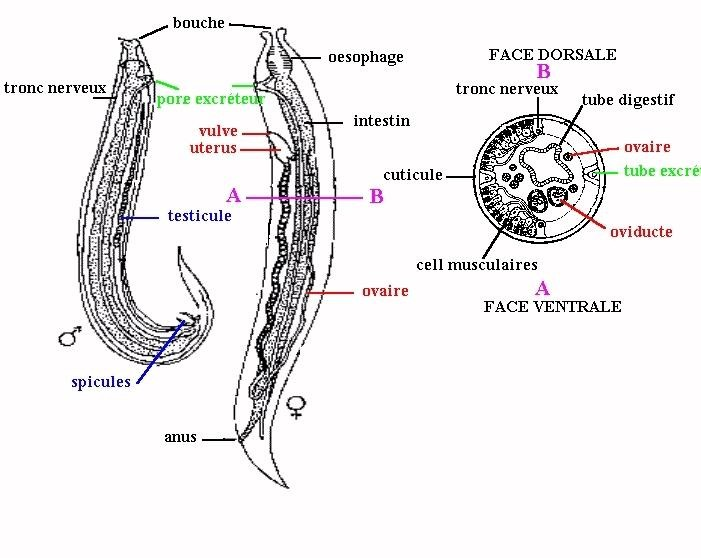 bouche
oesophage
tronc nerveux
pore excréteur
intestin
vulve
uterus
A
B
testicule
ovaire
♂
spicules
♀
anus
FACE DORSALE
B
tronc nerveux
tube digestif
ovaire
tube excré
cuticule
oviducte
cell musculaires
A
FACE VENTRALE